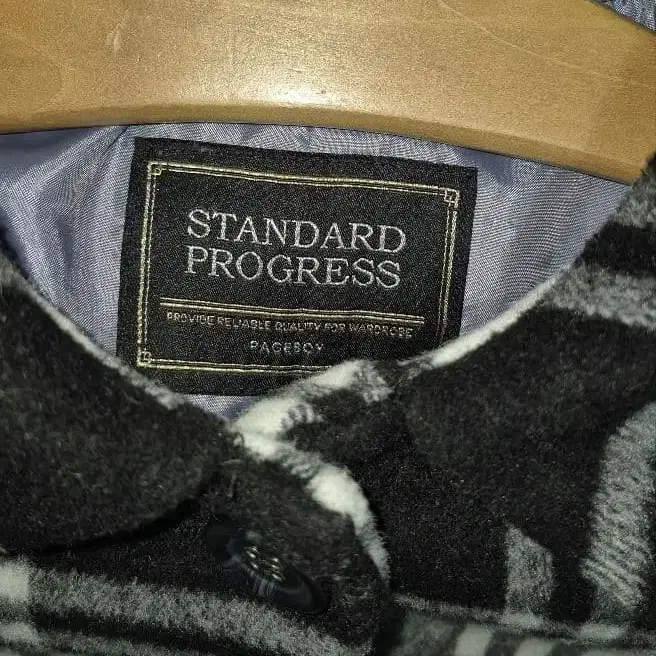 STANDARD
PROGRESS
PROVIDE RELIABLE QUALITY FOR WARDROBE
PAGEBOY